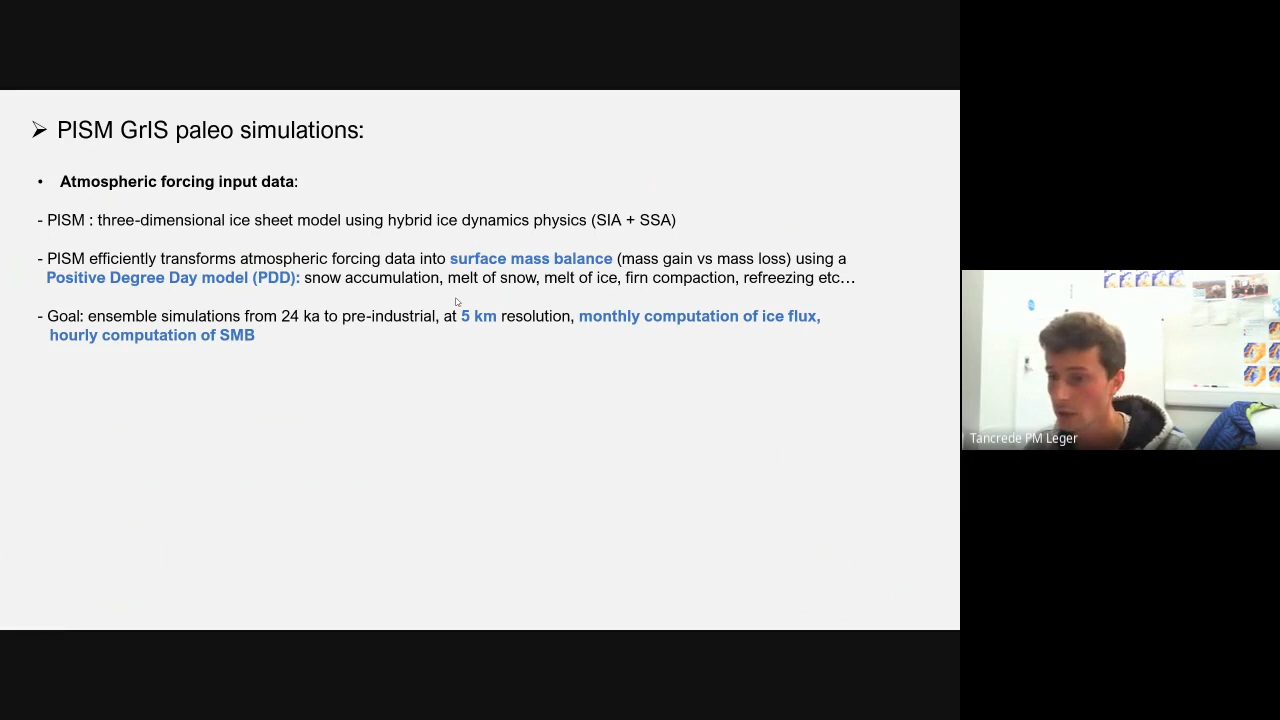 ➢ PISM GrIS paleo simulations:
• Atmospheric forcing input data:
- PISM : three-dimensional ice sheet model using hybrid ice dynamics physics (SIA + SSA)
- PISM efficiently transforms atmospheric forcing data into surface mass balance (mass gain vs mass loss) using a
Positive Degree Day model (PDD): snow accumulation, melt of snow, melt of ice, firn compaction, refreezing etc…
- Goal: ensemble simulations from 24 ka to pre-industrial, at 5 km resolution, monthly computation of ice flux,
hourly computation of SMB
Tancrede PM Leger